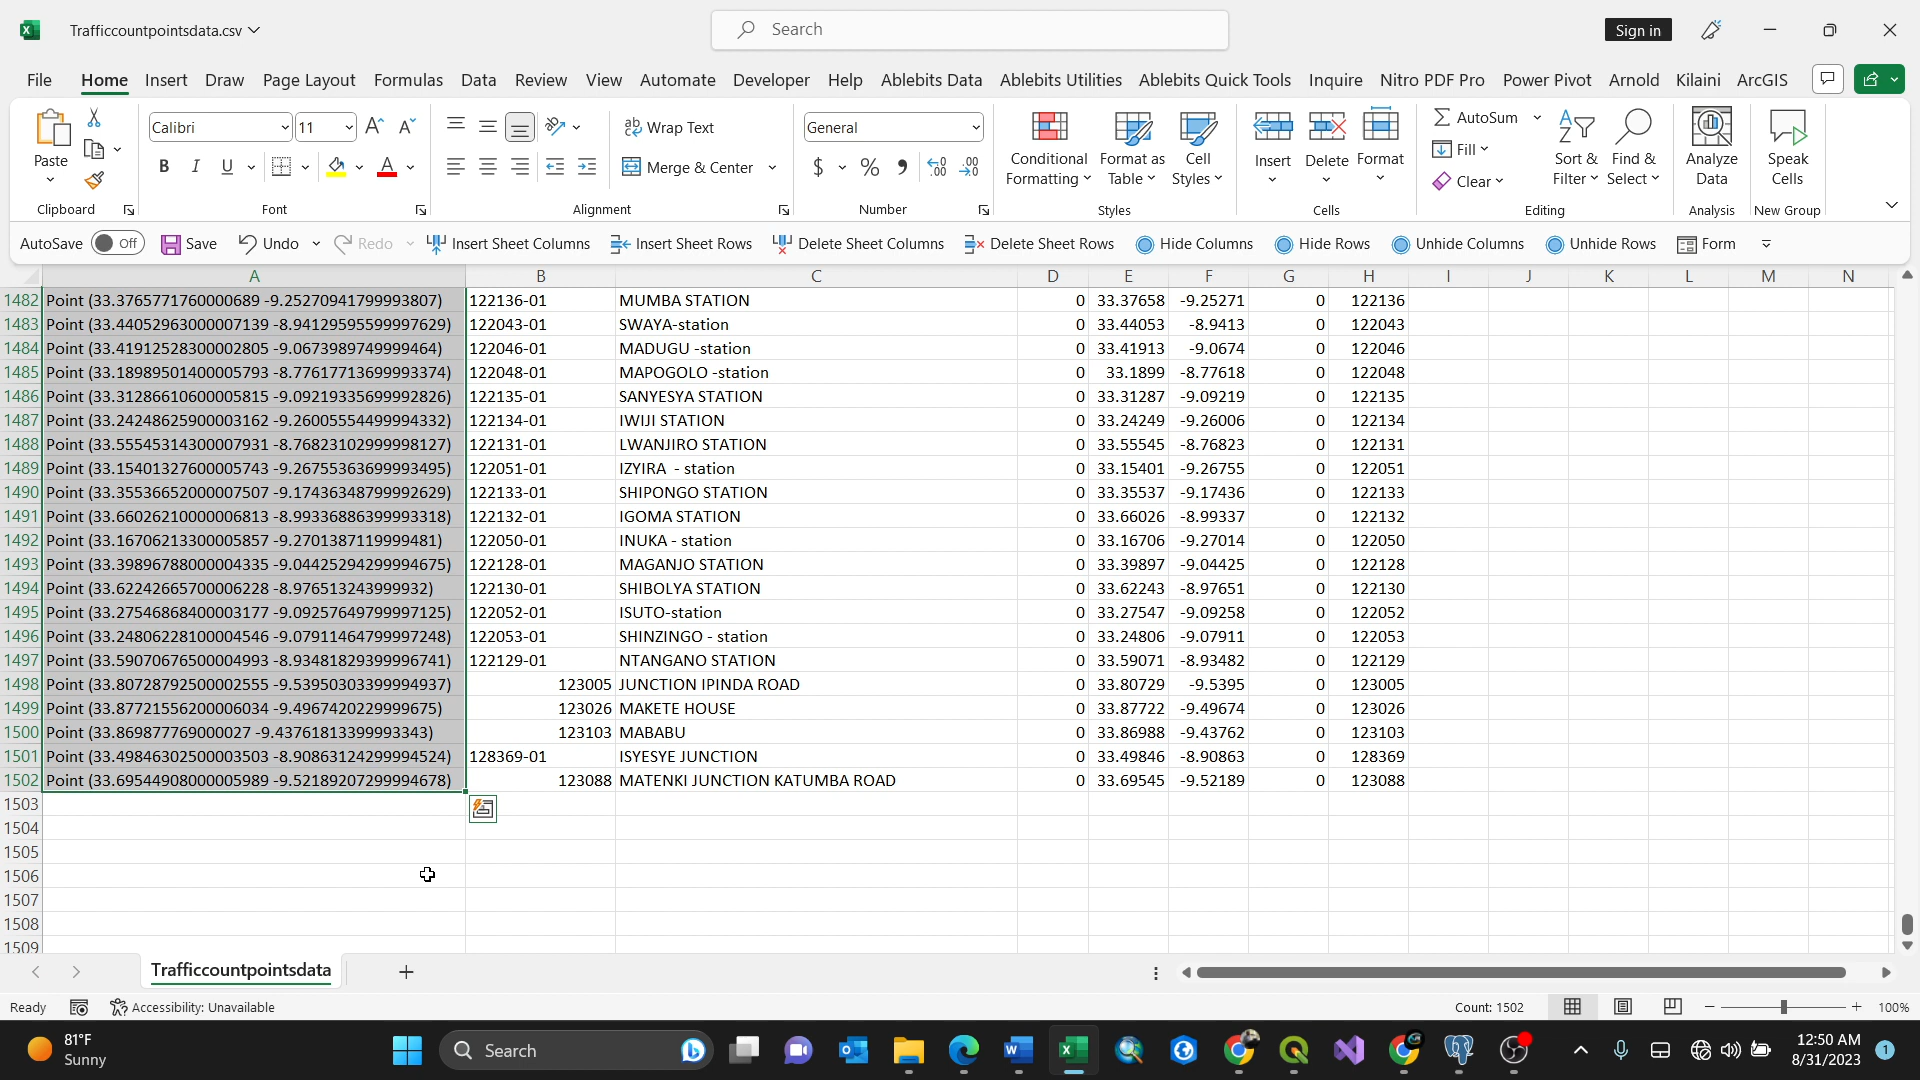 Trafficcountpointsdata.csv
Search
Sign in
File Home Insert Draw Page Layout Formulas Data Review View Automate Developer Help Ablebits Data Ablebits Utilities Ablebits Quick Tools Inquire Nitro PDF Pro Power Pivot Arnold Kilaini ArcGIS
Paste
Clipboard
Calibri 11
B I U
Font
Wrap Text
Merge & Center
Alignment
General
$ % ,
Number
Conditional Formatting
Format as Table
Cell Styles
Styles
Insert Delete Format
Cells
AutoSum
Fill
Clear
Sort & Filter
Find & Select
Editing
Analyze Data
Analysis
Speak Cells
New Group
AutoSave Off Save Undo Redo Insert Sheet Columns Insert Sheet Rows Delete Sheet Columns Delete Sheet Rows Hide Columns Hide Rows Unhide Columns Unhide Rows Form
A B C D E F G H I J K L M N
1482 Point (33.3765771760000689 -9.25270941799993807) 122136-01 MUMBA STATION 0 33.37658 -9.25271 0 122136
1483 Point (33.44052963000007139 -8.94129595599997629) 122043-01 SWAYA-station 0 33.44053 -8.9413 0 122043
1484 Point (33.41912528300002805 -9.0673989749999464) 122046-01 MADUGU -station 0 33.41913 -9.0674 0 122046
1485 Point (33.18989501400005793 -8.77617713699993374) 122048-01 MAPOGOLO -station 0 33.1899 -8.77618 0 122048
1486 Point (33.31286610600005815 -9.09219335699992826) 122135-01 SANYESYA STATION 0 33.31287 -9.09219 0 122135
1487 Point (33.24248625900003162 -9.26005554499994332) 122134-01 IWIJI STATION 0 33.24249 -9.26006 0 122134
1488 Point (33.55545314300007931 -8.76823102999998127) 122131-01 LWANJIRO STATION 0 33.55545 -8.76823 0 122131
1489 Point (33.15401327600005743 -9.26755363699993495) 122051-01 IZYIRA - station 0 33.15401 -9.26755 0 122051
1490 Point (33.35536652000007507 -9.17436348799992629) 122133-01 SHIPONGO STATION 0 33.35537 -9.17436 0 122133
1491 Point (33.66026210000006813 -8.99336886399993318) 122132-01 IGOMA STATION 0 33.66026 -8.99337 0 122132
1492 Point (33.16706213300005857 -9.2701387119999481) 122050-01 INUKA - station 0 33.16706 -9.27014 0 122050
1493 Point (33.39896788000004335 -9.04425294299994675) 122128-01 MAGANJO STATION 0 33.39897 -9.04425 0 122128
1494 Point (33.62242665700006228 -8.976513243999932) 122130-01 SHIBOLYA STATION 0 33.62243 -8.97651 0 122130
1495 Point (33.27546868400003177 -9.09257649799997125) 122052-01 ISUTO-station 0 33.27547 -9.09258 0 122052
1496 Point (33.24806228100004546 -9.07911464799997248) 122053-01 SHINZINGO - station 0 33.24806 -9.07911 0 122053
1497 Point (33.59070676500004993 -8.93481829399996741) 122129-01 NTANGANO STATION 0 33.59071 -8.93482 0 122129
1498 Point (33.80728792500002555 -9.53950303399994937) 123005 JUNCTION IPINDA ROAD 0 33.80729 -9.5395 0 123005
1499 Point (33.87721556200006034 -9.4967420229999675) 123026 MAKETE HOUSE 0 33.87722 -9.49674 0 123026
1500 Point (33.869877769000027 -9.43761813399993343) 123103 MABABU 0 33.86988 -9.43762 0 123103
1501 Point (33.49846302500003503 -8.90863124299994524) 128369-01 ISYESYE JUNCTION 0 33.49846 -8.90863 0 128369
1502 Point (33.69544908000005989 -9.52189207299994678) 123088 MATENKI JUNCTION KATUMBA ROAD 0 33.69545 -9.52189 0 123088
1503
1504
1505
1506
1507
1508
1509
Trafficcountpointsdata
Ready Accessibility: Unavailable Count: 1502 100%
81°F
Sunny
Search
12:50 AM
8/31/2023
1